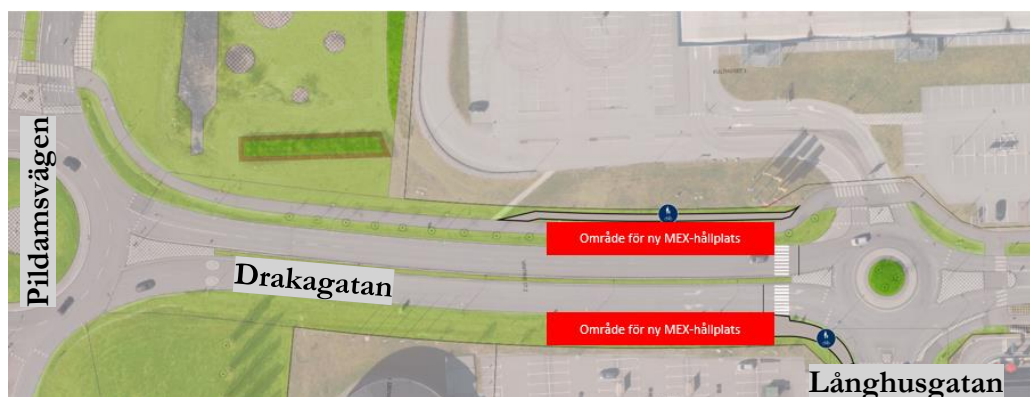 Pildamsvägen
Drakagatan
Område för ny MEX-hållplats
Område för ny MEX-hållplats
Långhusgatan